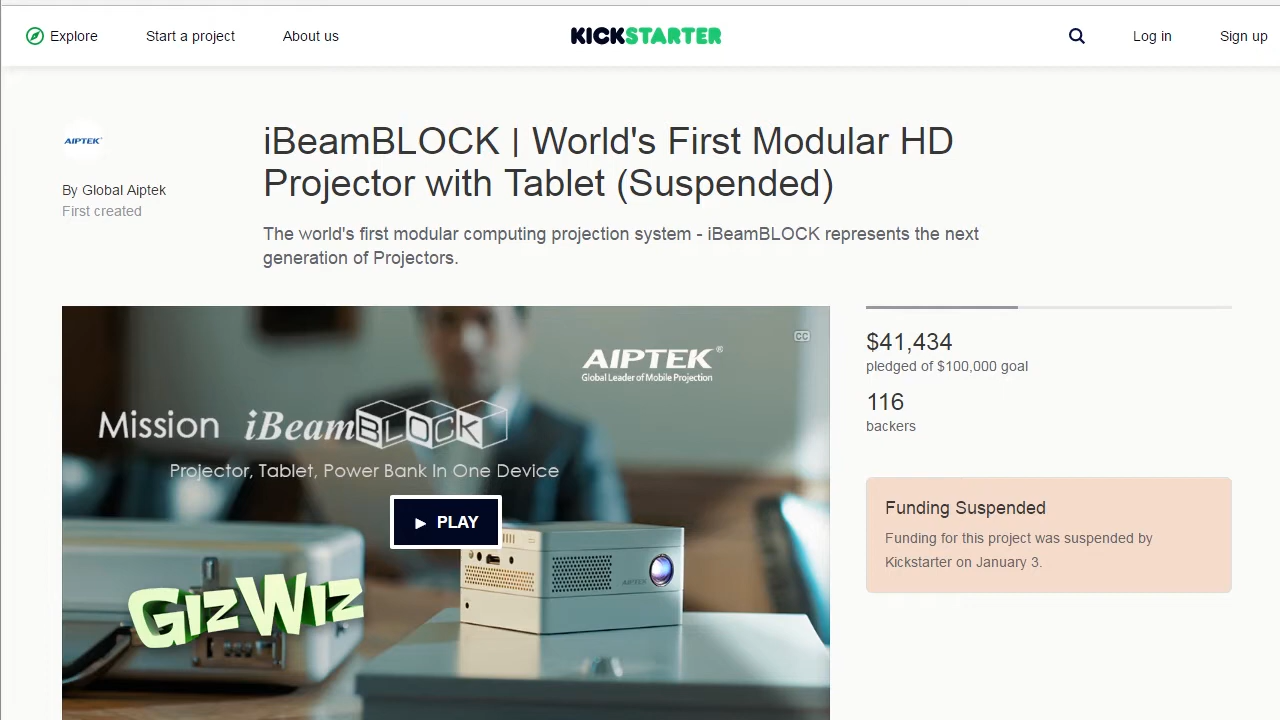 Explore
Start a project
About us
KICKSTARTER
Log in
Sign up
AIPTEK
By Global Aiptek
First created
iBeamBLOCK | World's First Modular HD
Projector with Tablet (Suspended)
The world's first modular computing projection system - iBeamBLOCK represents the next
generation of Projectors.
CC
AIPTEK®
Global Leader of Mobile Projection
Mission iBeamBLOCK
Projector, Tablet, Power Bank In One Device
PLAY
AIPTEK
GIZWIZ
$41,434
pledged of $100,000 goal
116
backers
Funding Suspended
Funding for this project was suspended by
Kickstarter on January 3.